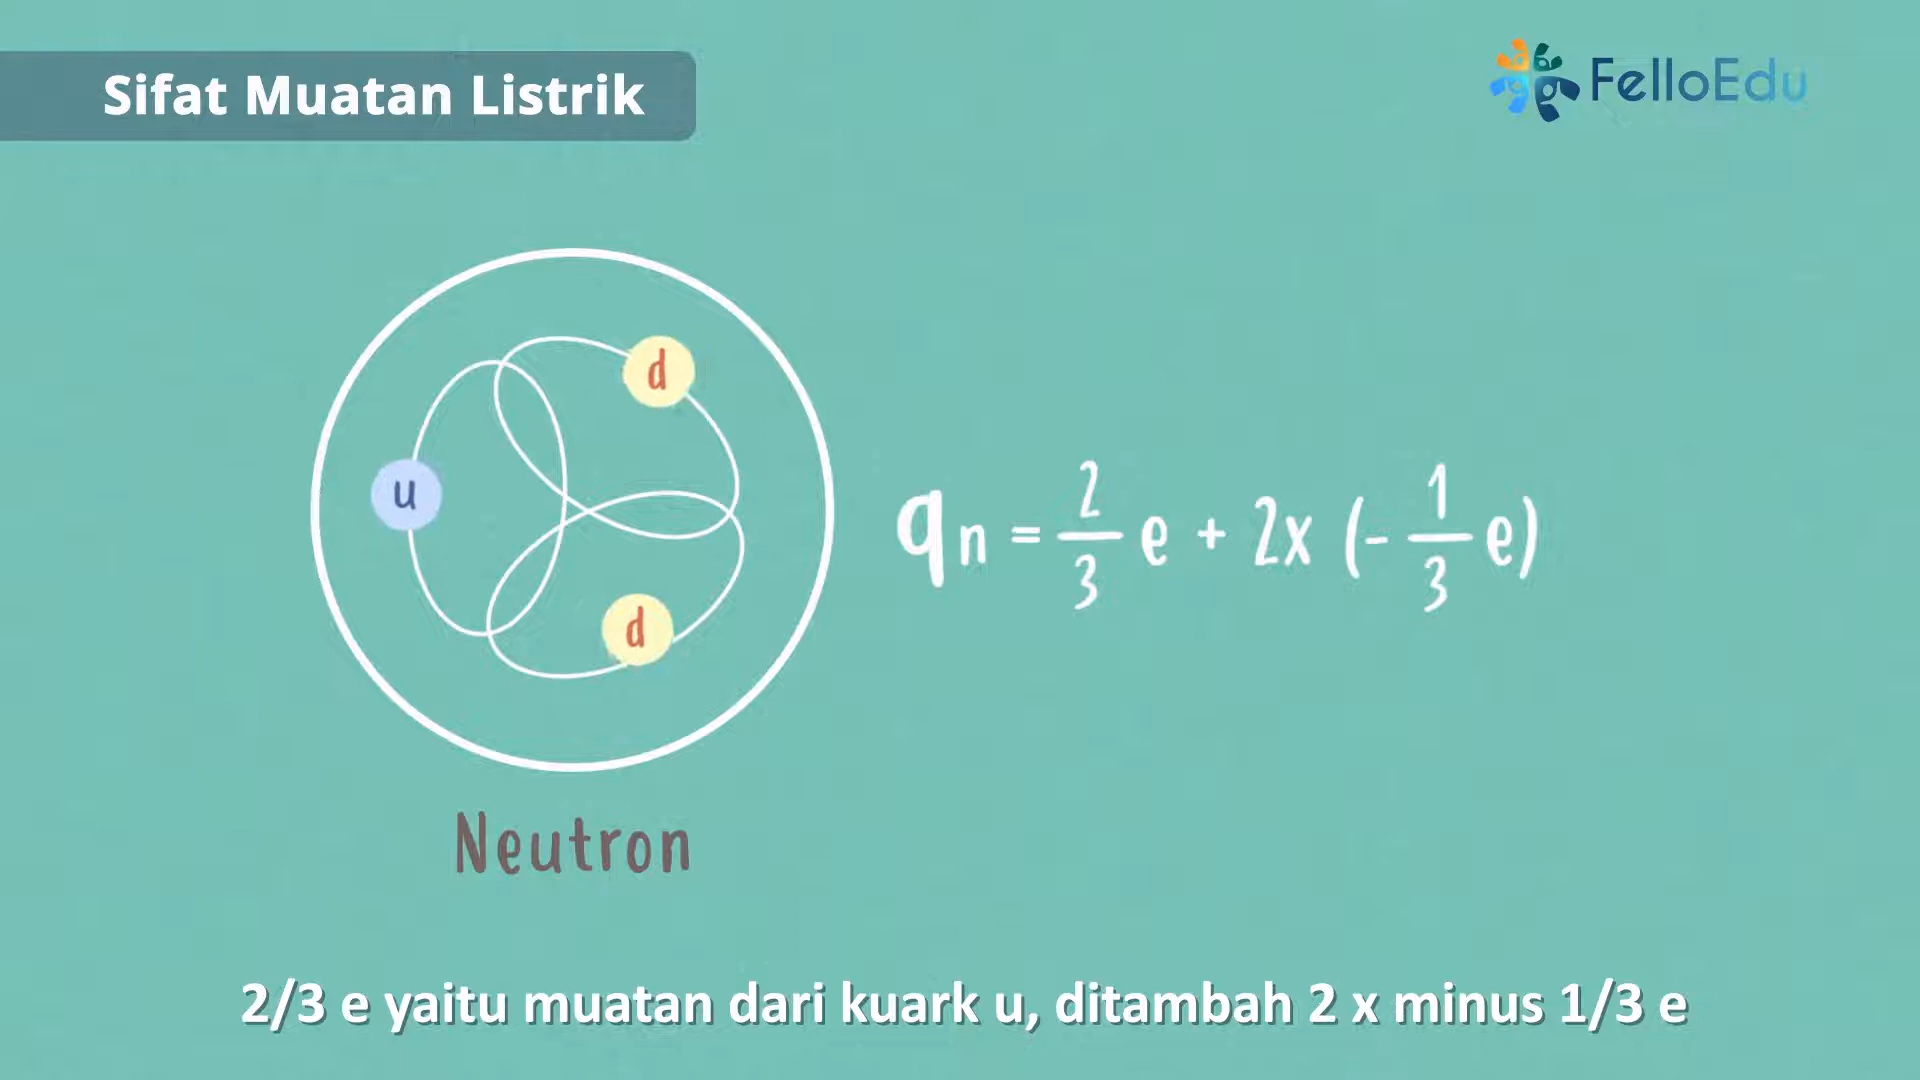 Sifat Muatan Listrik
FelloEdu
d
u
d
qn = 2/3 e + 2x (- 1/3 e)
Neutron
2/3 e yaitu muatan dari kuark u, ditambah 2 x minus 1/3 e